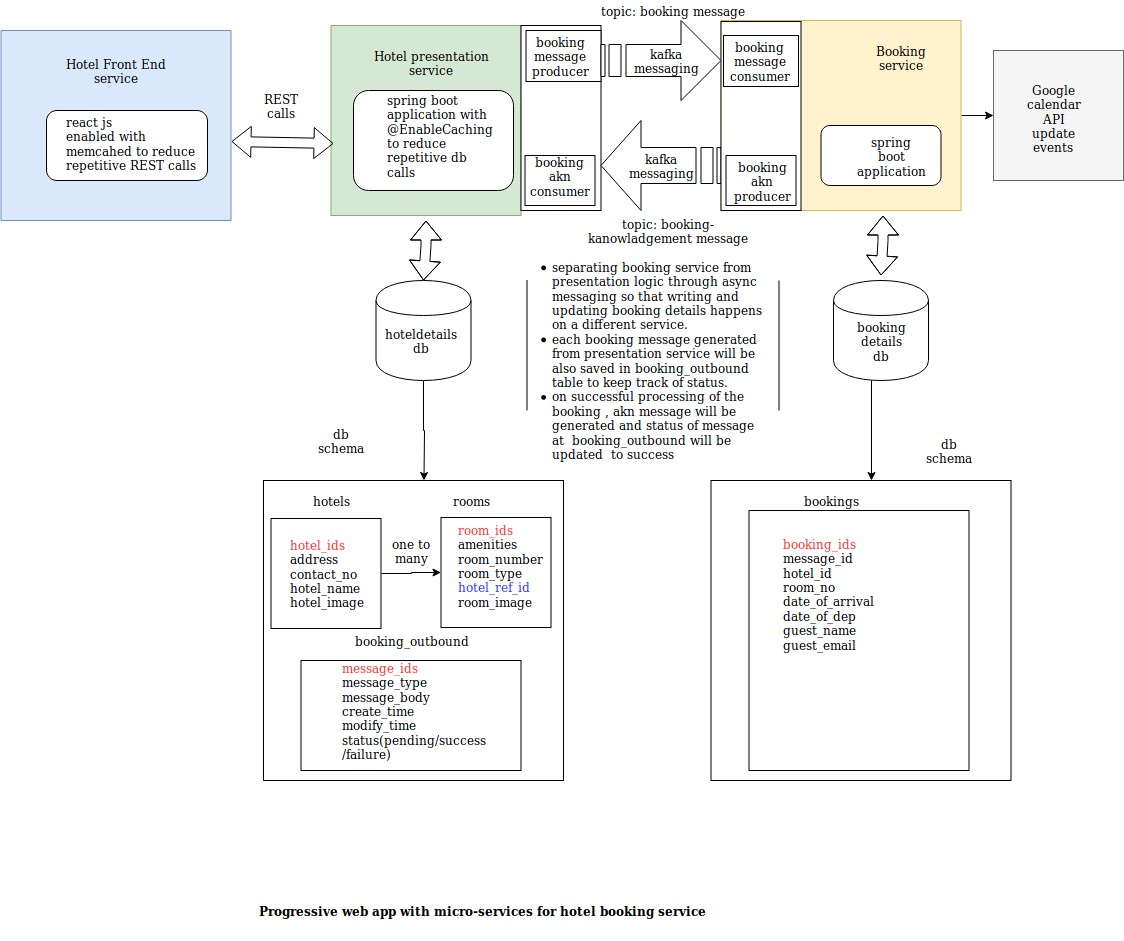 topic: booking message
Hotel Front End
service
react js
enabled with
memcahed to reduce
repetitive REST calls
REST
calls
Hotel presentation
service
spring boot
application with
@EnableCaching
to reduce
repetitive db
calls
booking
message
producer
kafka
messaging
booking
message
consumer
Booking
service
booking
akn
consumer
kafka
messaging
booking
akn
producer
spring
boot
application
Google
calendar
API
update
events
topic: booking-
kanowladgement message
• separating booking service from
presentation logic through async
messaging so that writing and
updating booking details happens
on a different service.
• each booking message generated
from presentation service will be
also saved in booking_outbound
table to keep track of status.
• on successful processing of the
booking , akn message will be
generated and status of message
at booking_outbound will be
updated to success
hoteldetails
db
booking
details
db
db
schema
db
schema
hotels
hotel_ids
address
contact_no
hotel_name
hotel_image
one to
many
rooms
room_ids
amenities
room_number
room_type
hotel_ref_id
room_image
booking_outbound
message_ids
message_type
message_body
create_time
modify_time
status(pending/success
/failure)
bookings
booking_ids
message_id
hotel_id
room_no
date_of_arrival
date_of_dep
guest_name
guest_email
Progressive web app with micro-services for hotel booking service